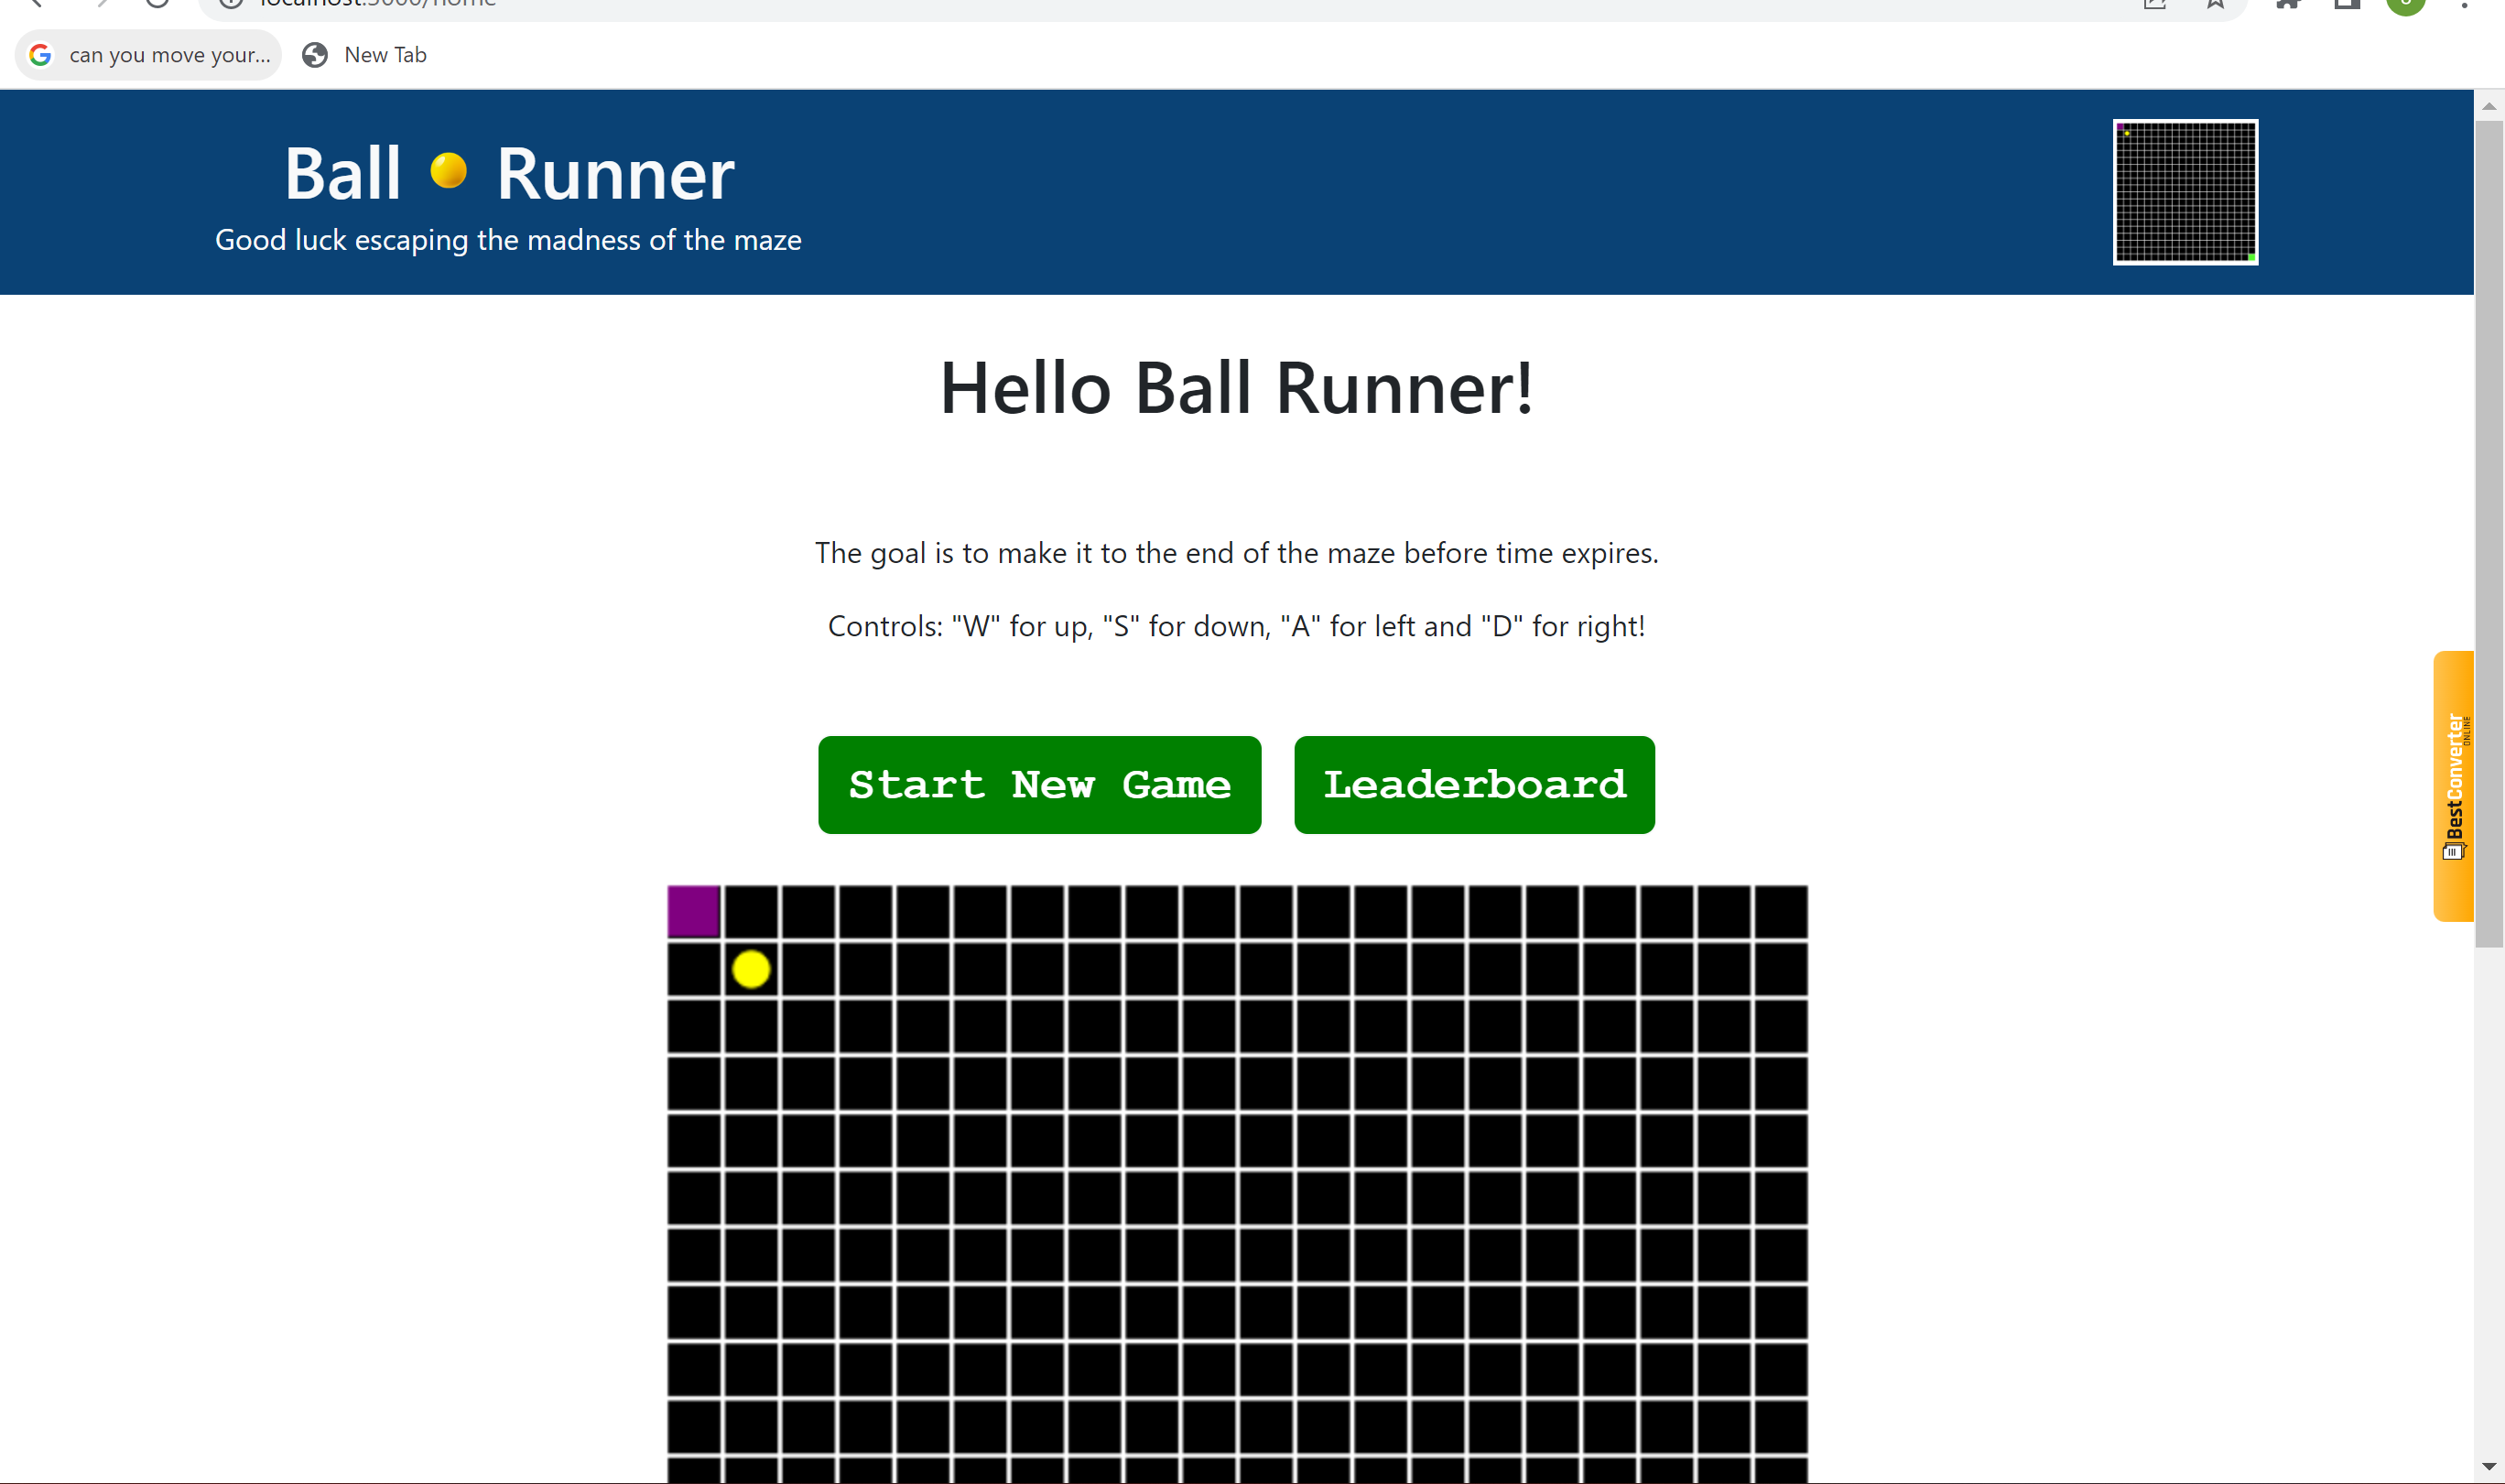 localhost:3000/home
can you move your...
New Tab
Ball Runner
Good luck escaping the madness of the maze
Hello Ball Runner!
The goal is to make it to the end of the maze before time expires.
Controls: "W" for up, "S" for down, "A" for left and "D" for right!
Start New Game
Leaderboard
BestConverter
ONLINE